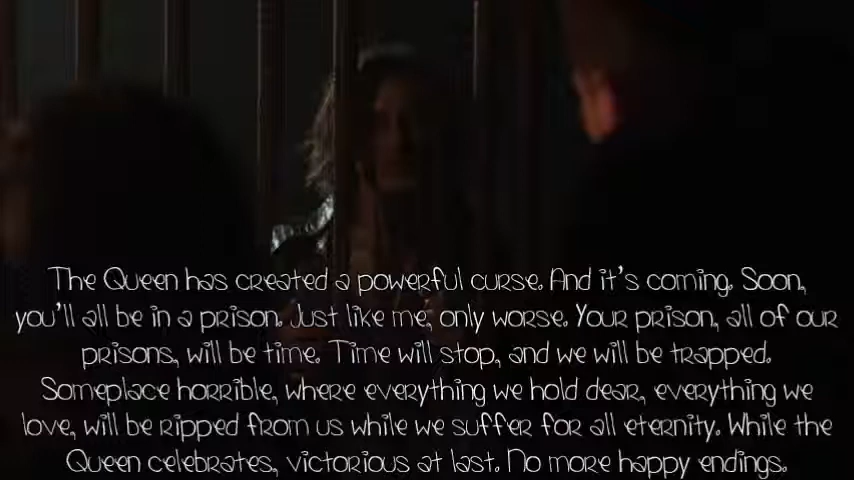 The Queen has created a powerful curse. And it's coming. Soon,
you'll all be in a prison. Just like me, only worse. Your prison, all of our
prisons, will be time. Time will stop, and we will be trapped.
Someplace horrible, where everything we hold dear, everything we
love, will be ripped from us while we suffer for all eternity. While the
Queen celebrates, victorious at last. No more happy endings.